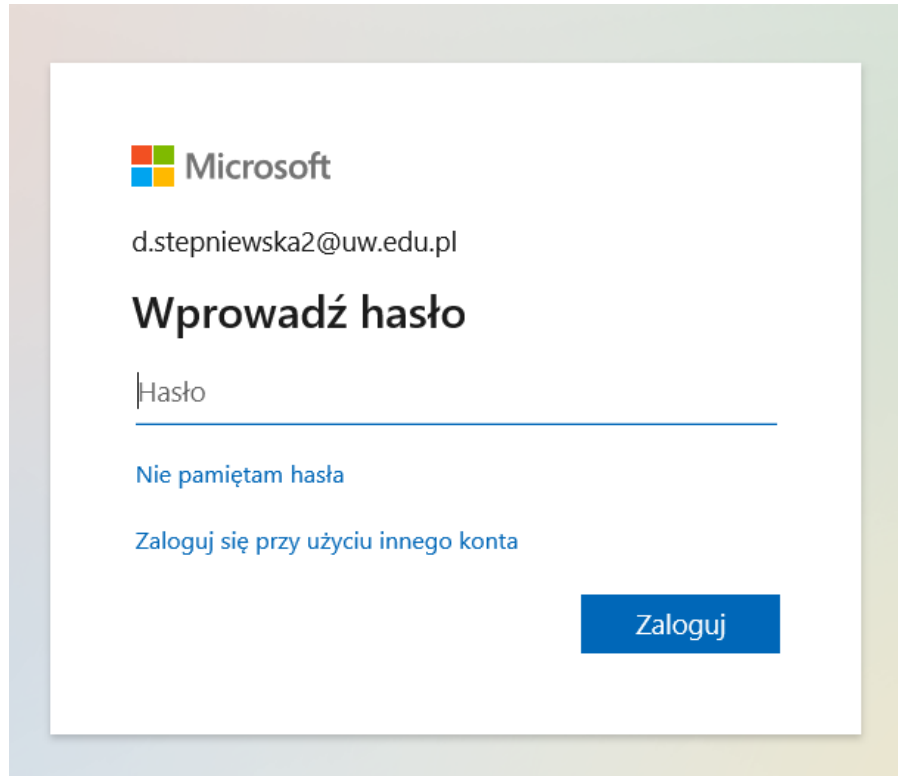 Microsoft
d.stepniewska2@uw.edu.pl
Wprowadź hasło
Hasło
Nie pamiętam hasła
Zaloguj się przy użyciu innego konta
Zaloguj